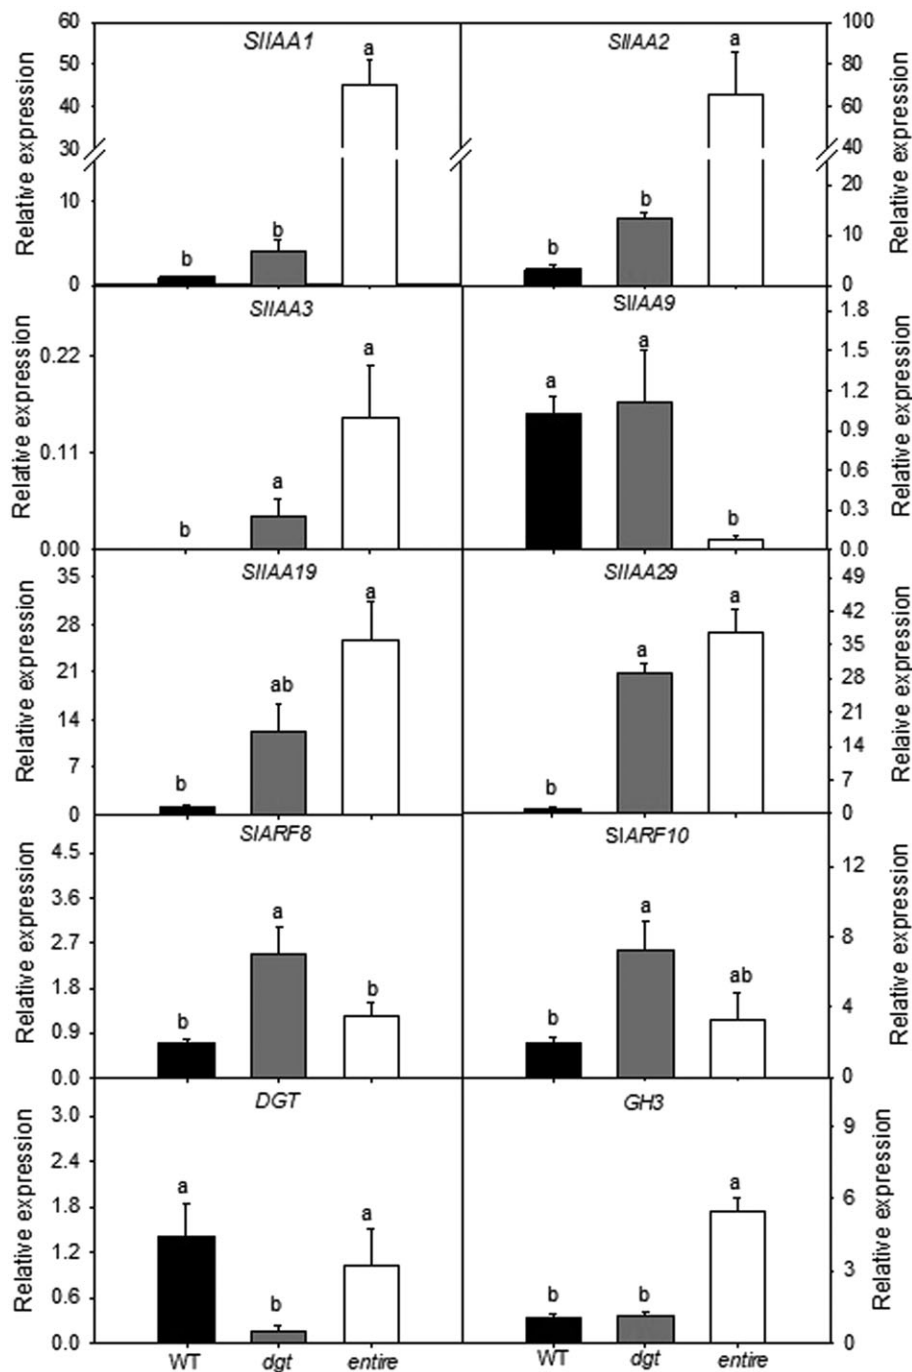 SlIAA1
SlIAA2
60
50
40
30
10
0
Relative expression
b
b
a
b
b
a
100
80
60
40
20
10
0
Relative expression
SlIAA3
SlIAA9
0.22
0.11
0.00
Relative expression
b
a
a
a
a
b
1.8
1.5
1.2
0.9
0.6
0.3
0.0
Relative expression
SlIAA19
SlIAA29
35
28
21
14
7
0
Relative expression
b
ab
a
b
a
a
49
42
35
28
21
14
7
0
Relaive expression
SlARF8
SlARF10
4.5
3.6
2.7
1.8
0.9
0.0
Relative expression
b
a
b
b
a
ab
12
8
4
0
Relative expression
DGT
GH3
3.0
2.4
1.8
1.2
0.6
0.0
Relative expression
a
b
a
b
b
a
9
6
3
0
Relative expression
WT dgt entire
WT dgt entire